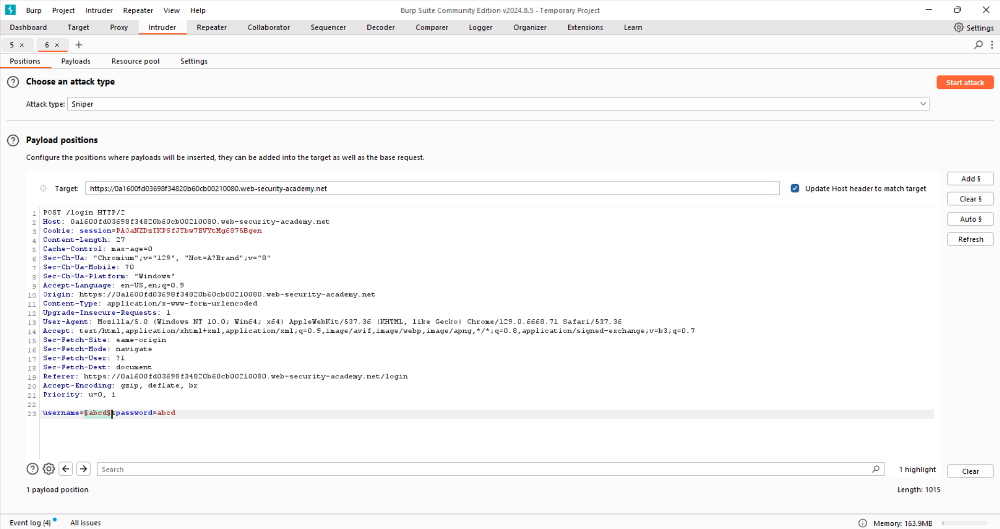 Burp Project Intruder Repeater View Help
Burp Suite Community Edition v2024.8.5 - Temporary Project
Dashboard Target Proxy Intruder Repeater Collaborator Sequencer Decoder Comparer Logger Organizer Extensions Learn Settings
5 × 6 × +
Positions Payloads Resource pool Settings
? Choose an attack type
Start attack
Attack type: Sniper
? Payload positions
Configure the positions where payloads will be inserted, they can be added into the target as well as the base request.
Add §
Target: https://0a1600fd03698f34820b60cb00210080.web-security-academy.net
Update Host header to match target
Clear §
Auto §
Refresh
1 POST /login HTTP/2
2 Host: 0a1600fd03698f34820b60cb00210080.web-security-academy.net
3 Cookie: session=PA0aNZDzIKPSfJTbw7EVYtMg6875Bgen
4 Content-Length: 27
5 Cache-Control: max-age=0
6 Sec-Ch-Ua: "Chromium";v="129", "Not=A?Brand";v="8"
7 Sec-Ch-Ua-Mobile: ?0
8 Sec-Ch-Ua-Platform: "Windows"
9 Accept-Language: en-US,en;q=0.9
10 Origin: https://0a1600fd03698f34820b60cb00210080.web-security-academy.net
11 Content-Type: application/x-www-form-urlencoded
12 Upgrade-Insecure-Requests: 1
13 User-Agent: Mozilla/5.0 (Windows NT 10.0; Win64; x64) AppleWebKit/537.36 (KHTML, like Gecko) Chrome/129.0.6668.71 Safari/537.36
14 Accept: text/html,application/xhtml+xml,application/xml;q=0.9,image/avif,image/webp,image/apng,*/*;q=0.8,application/signed-exchange;v=b3;q=0.7
15 Sec-Fetch-Site: same-origin
16 Sec-Fetch-Mode: navigate
17 Sec-Fetch-User: ?1
18 Sec-Fetch-Dest: document
19 Referer: https://0a1600fd03698f34820b60cb00210080.web-security-academy.net/login
20 Accept-Encoding: gzip, deflate, br
21 Priority: u=0, i
22
23 username=§abcd§&password=abcd
? Search
1 highlight
Clear
1 payload position
Length: 1015
Event log (4) All issues
Memory: 163.9MB